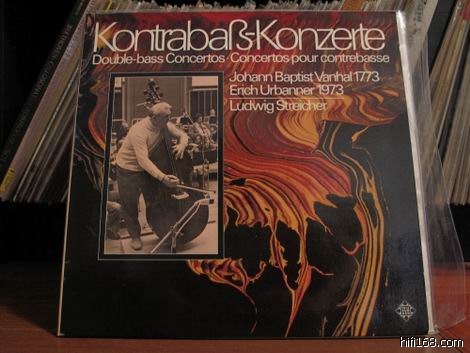 Kontrabaß-Konzerte
Double-bass Concertos · Concertos pour contrebasse
Johann Baptist Vanhal 1773
Erich Urbanner 1973
Ludwig Streicher
hifi168.com